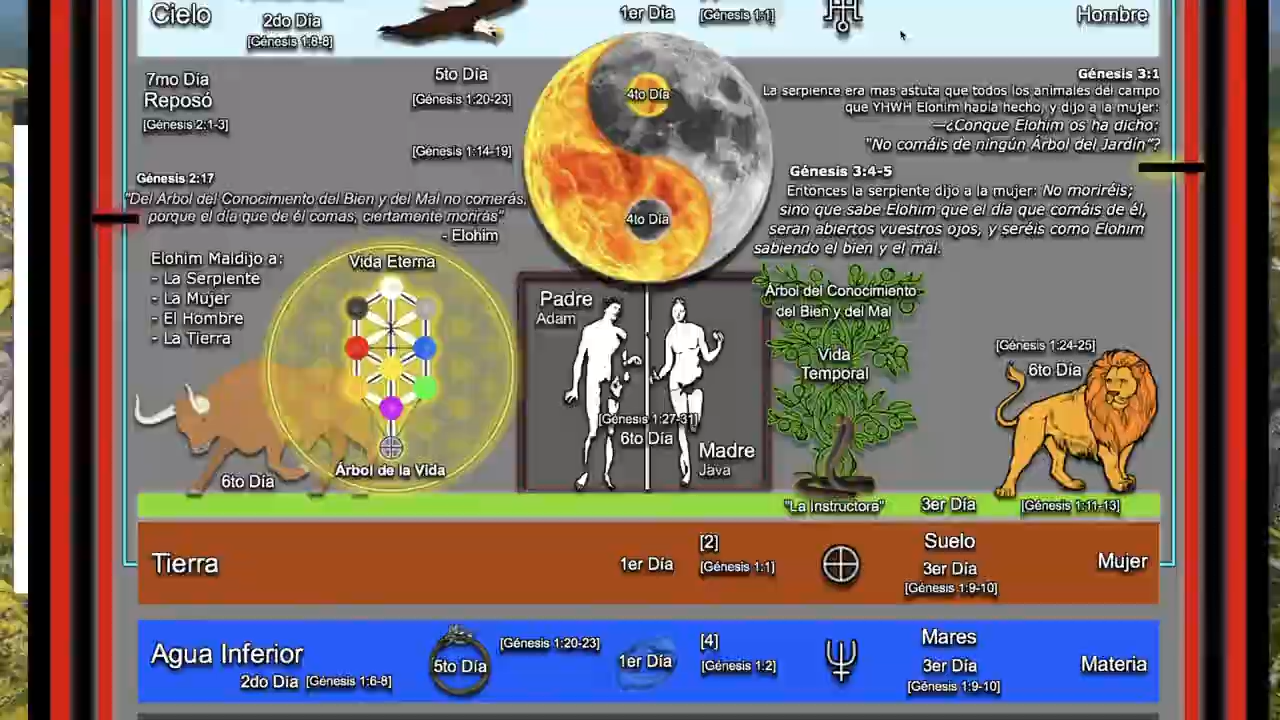 Cielo
2do Día
[Génesis 1:6-8]
1er Día
[Génesis 1:1]
Hombre
7mo Día
Reposó
[Génesis 2:1-3]
5to Día
[Génesis 1:20-23]
[Génesis 1:14-19]
4to Día
4to Día
Génesis 3:1
La serpiente era mas astuta que todos los animales del campo
que YHWH Elohim había hecho, y dijo a la mujer:
—¿Conque Elohim os ha dicho:
"No comáis de ningún Árbol del Jardín"?
Génesis 2:17
"Del Árbol del Conocimiento del Bien y del Mal no comerás,
porque el día que de él comas, ciertamente morirás"
- Elohim
Génesis 3:4-5
Entonces la serpiente dijo a la mujer: No moriréis;
sino que sabe Elohim que el día que comáis de él,
seran abiertos vuestros ojos, y seréis como Elohim
sabiendo el bien y el mal.
Elohim Maldijo a:
- La Serpiente
- La Mujer
- El Hombre
- La Tierra
Vida Eterna
Árbol de la Vida
6to Día
Padre
Adam
[Génesis 1:27-31]
6to Día
Madre
Java
Árbol del Conocimiento
del Bien y del Mal
Vida
Temporal
"La Instructora"
[Génesis 1:24-25]
6to Día
3er Día
[Génesis 1:11-13]
Tierra
1er Día
[2]
[Génesis 1:1]
Suelo
3er Día
[Génesis 1:9-10]
Mujer
Agua Inferior
2do Día [Génesis 1:6-8]
5to Día
[Génesis 1:20-23]
1er Día
[4]
[Génesis 1:2]
Mares
3er Día
[Génesis 1:9-10]
Materia